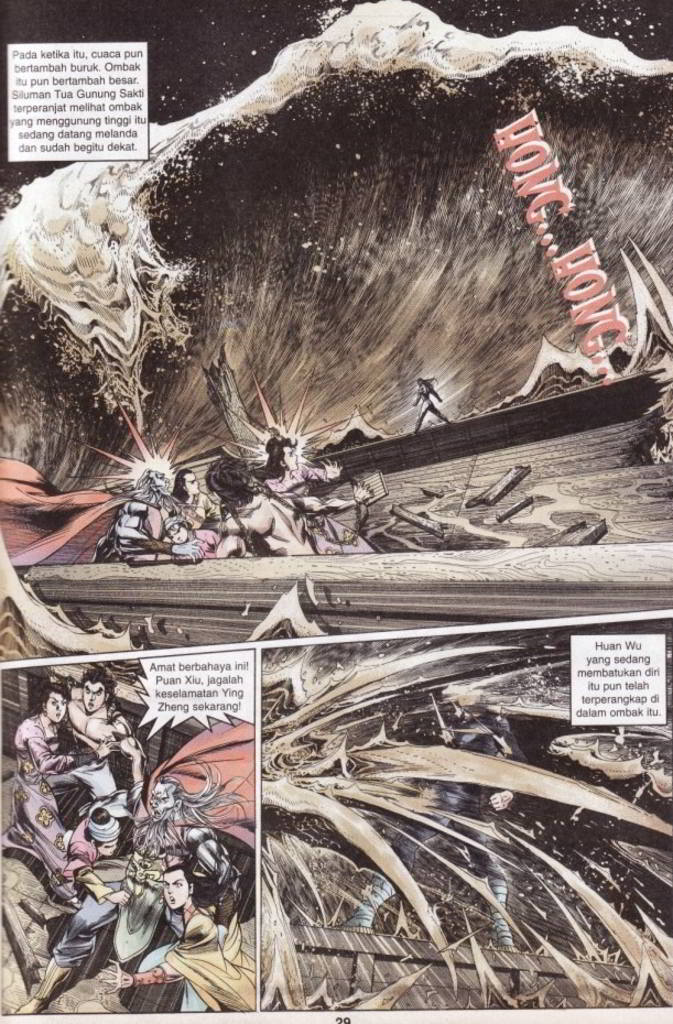 Pada ketika itu, cuaca pun
bertambah buruk. Ombak
itu pun bertambah besar.
Siluman Tua Gunung Sakti
terperanjat melihat ombak
yang menggunung tinggi itu
sedang datang melanda
dan sudah begitu dekat.
HONG... HONG...
Amat berbahaya ini!
Puan Xiu, jagalah
keselamatan Ying
Zheng sekarang!
Huan Wu
yang sedang
membatukan diri
itu pun telah
terperangkap di
dalam ombak itu.
29